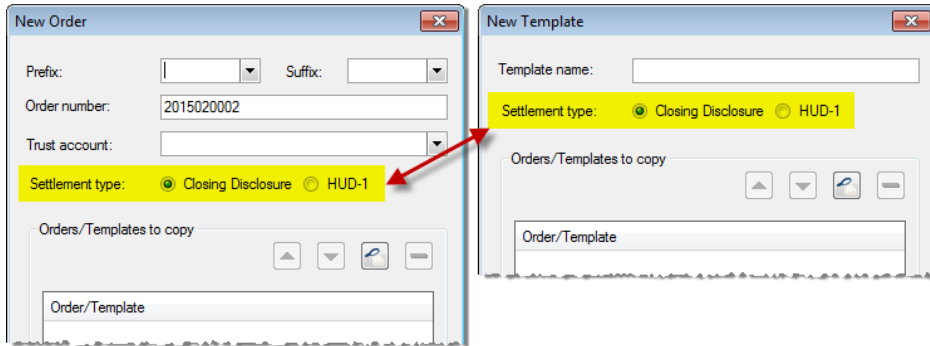 New Order
Prefix: Suffix:
Order number: 2015020002
Trust account:
Settlement type: Closing Disclosure HUD-1
Orders/Templates to copy
Order/Template
New Template
Template name:
Settlement type: Closing Disclosure HUD-1
Orders/Templates to copy
Order/Template